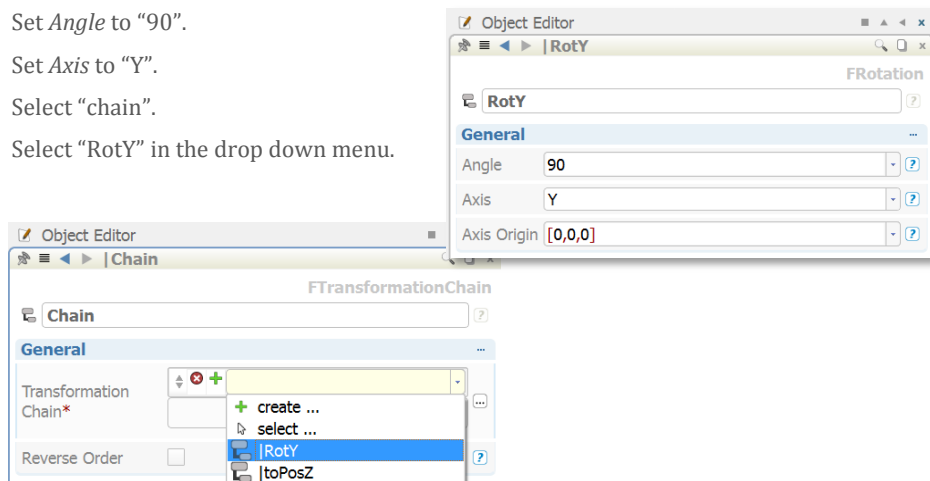 Set Angle to “90”.
Set Axis to “Y”.
Select “chain”.
Select “RotY” in the drop down menu.
Object Editor
|RotY
FRotation
RotY
General
Angle 90
Axis Y
Axis Origin [0,0,0]
Object Editor
|Chain
FTransformationChain
Chain
General
Transformation
Chain*
create ...
select ...
|RotY
Reverse Order
|toPosZ